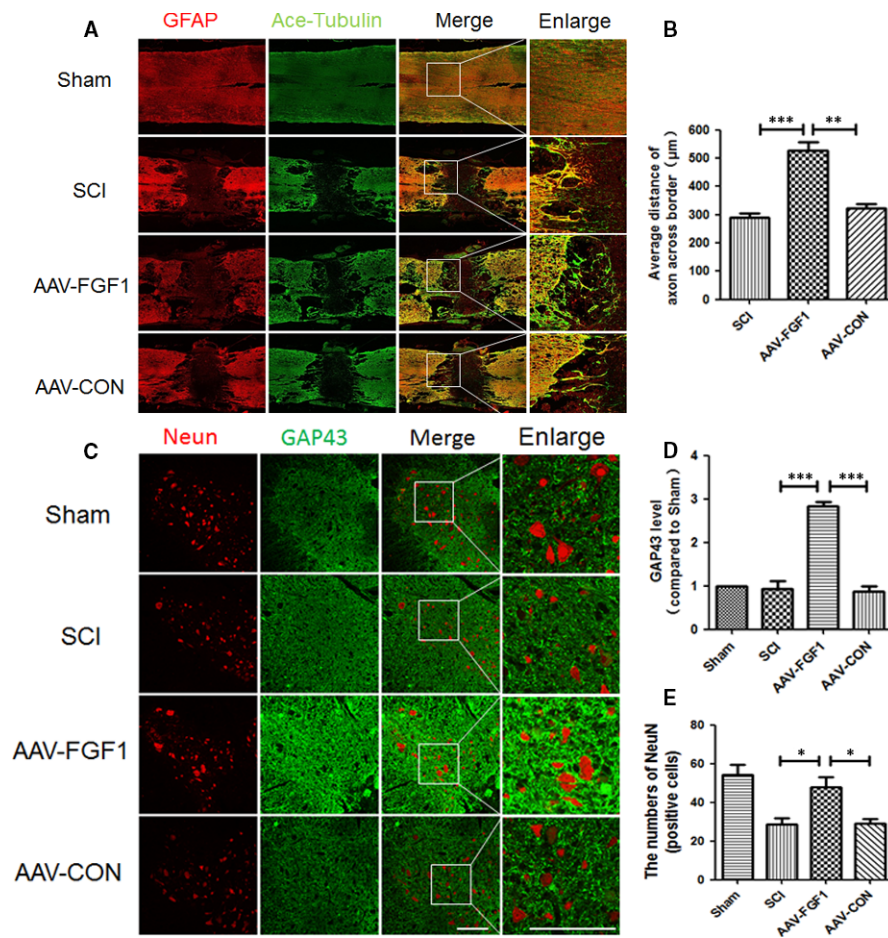 A
GFAP
Ace-Tubulin
Merge
Enlarge
Sham
SCI
AAV-FGF1
AAV-CON
B
Average distance of
axon across border (μm)
600
500
400
300
200
100
0
***
**
SCI
AAV-FGF1
AAV-CON
C
Neun
GAP43
Merge
Enlarge
Sham
SCI
AAV-FGF1
AAV-CON
D
GAP43 level
(compared to Sham)
4
3
2
1
0
***
***
Sham
SCI
AAV-FGF1
AAV-CON
E
The numbers of NeuN
(positive cells)
80
60
40
20
0
*
*
Sham
SCI
AAV-FGF1
AAV-CON